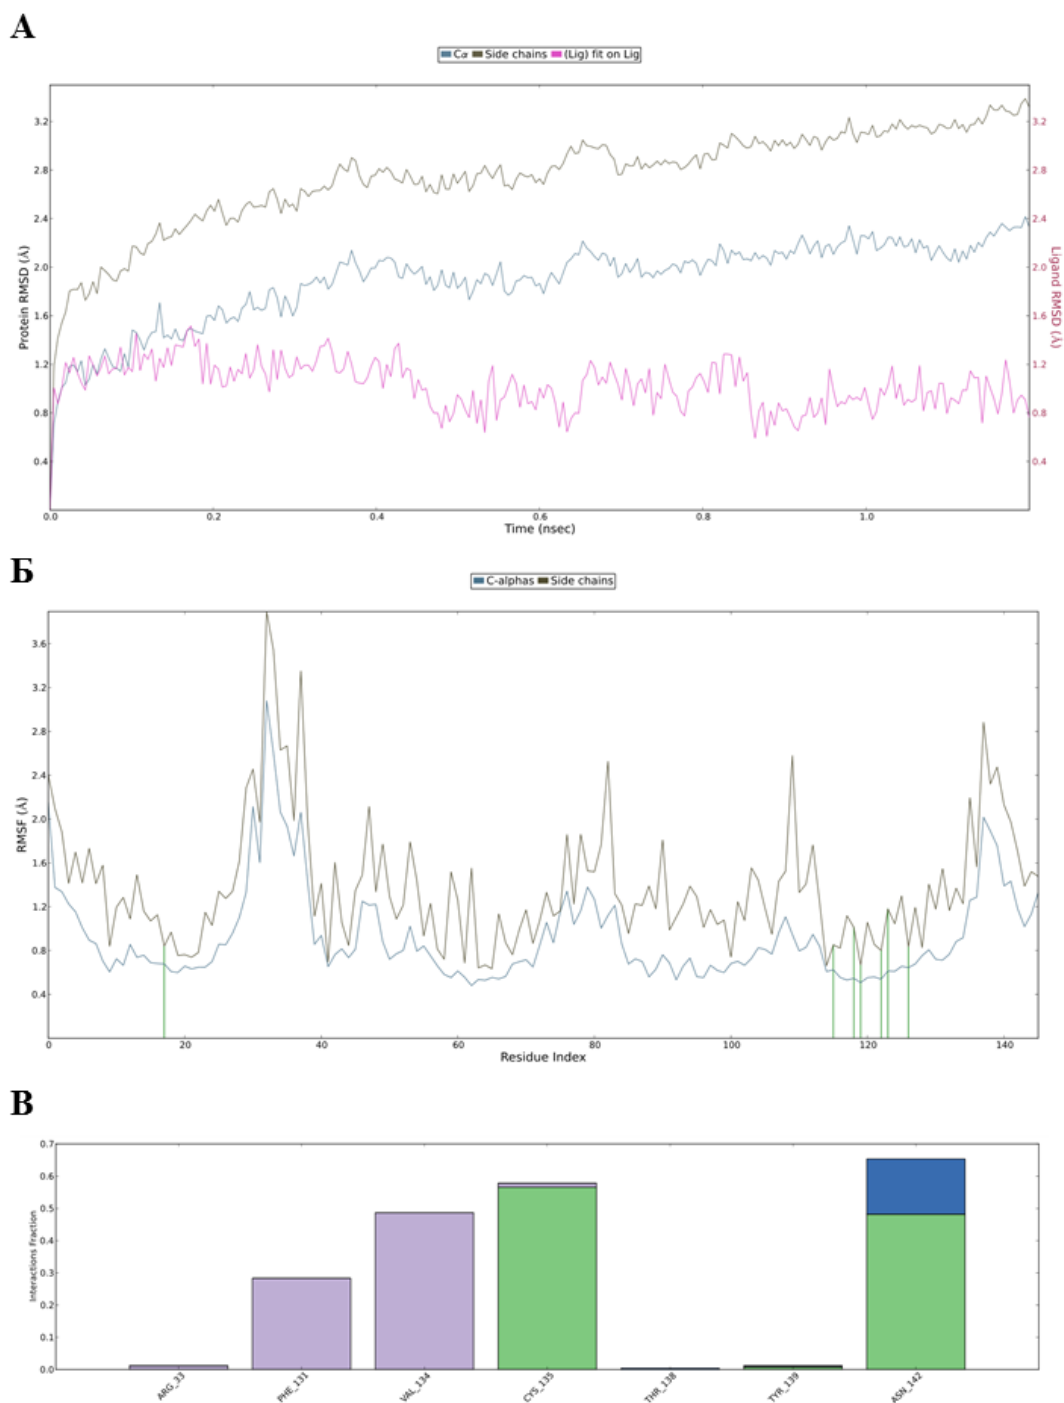 А
Cα Side chains (Lig) fit on Lig
3.2 3.2
2.8 2.8
2.4 2.4
2.0 2.0
1.6 1.6
1.2 1.2
0.8 0.8
0.4 0.4
Protein RMSD (Å)
Ligand RMSD (Å)
0.0 0.2 0.4 0.6 0.8 1.0
Time (nsec)
Б
C-alphas Side chains
3.6
3.2
2.8
2.4
2.0
1.6
1.2
0.8
0.4
RMSF (Å)
0 20 40 60 80 100 120 140
Residue Index
В
0.7
0.6
0.5
0.4
0.3
0.2
0.1
0.0
Interactions Fraction
ARG_33 PHE_131 VAL_134 CYS_135 THR_138 TYR_139 ASN_142